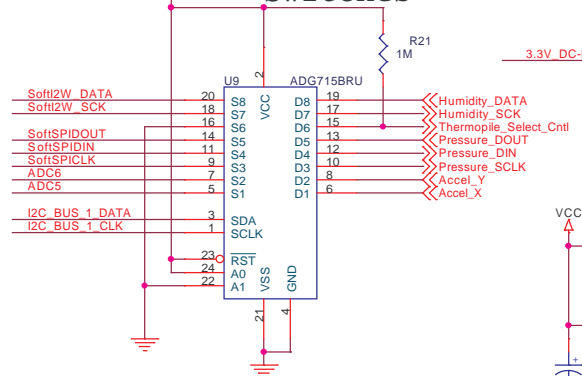 R21
1M
3.3V_DC-
U9
ADG715BRU
2
VCC
SoftI2W_DATA 20 S8 D8 19 Humidity_DATA
SoftI2W_SCK 18 S7 D7 17 Humidity_SCK
16 S6 D6 15 Thermopile_Select_Cntl
SoftSPIDOUT 14 S5 D5 13 Pressure_DOUT
SoftSPIDIN 11 S4 D4 12 Pressure_DIN
SoftSPICLK 9 S3 D3 10 Pressure_SCLK
ADC6 7 S2 D2 8 Accel_Y
ADC5 5 S1 D1 6 Accel_X
I2C_BUS_1_DATA 3 SDA
I2C_BUS_1_CLK 1 SCLK
VCC
23 RST
24 A0
22 A1
VSS
GND
21
4
+